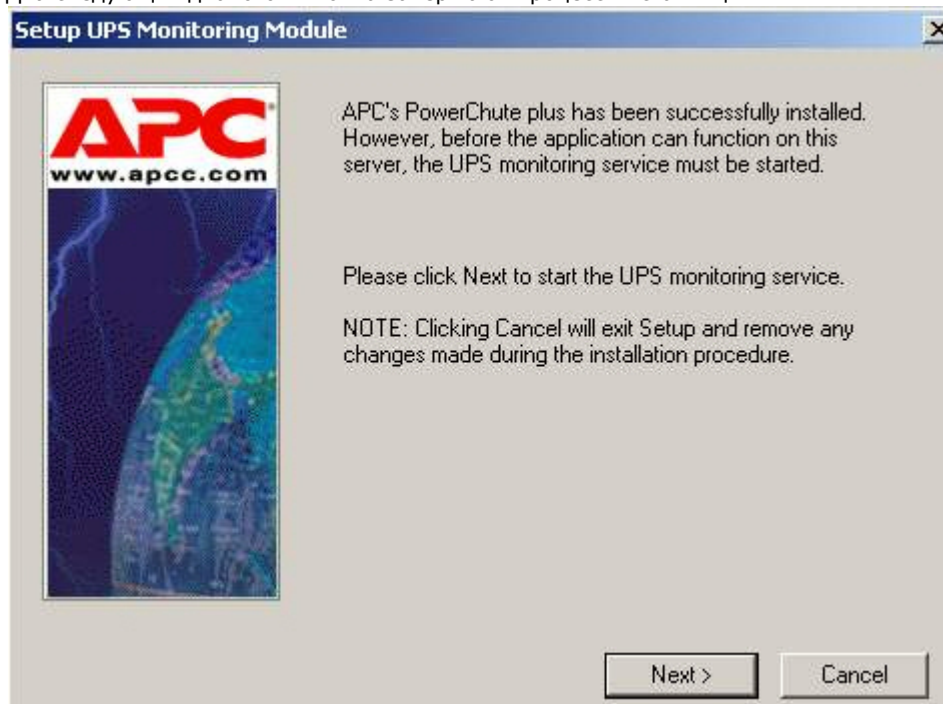 Setup UPS Monitoring Module
APC
www.apcc.com
APC's PowerChute plus has been successfully installed.
However, before the application can function on this
server, the UPS monitoring service must be started.
Please click Next to start the UPS monitoring service.
NOTE: Clicking Cancel will exit Setup and remove any
changes made during the installation procedure.
Next >
Cancel